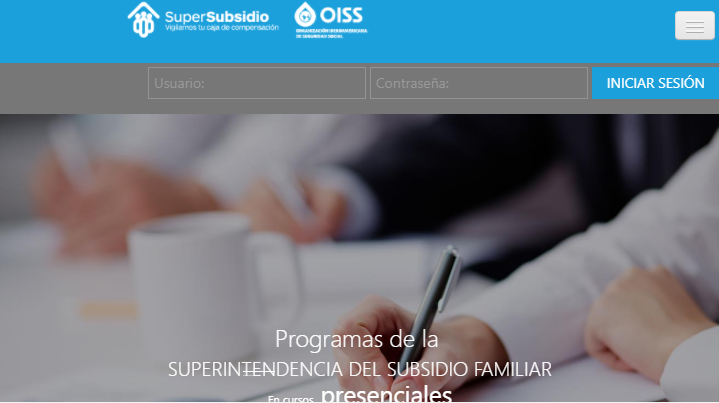 SuperSubsidio
Vigilamos tu caja de compensación
OISS
ORGANIZACIÓN IBEROAMERICANA
DE SEGURIDAD SOCIAL
Usuario:
Contraseña:
INICIAR SESIÓN
Programas de la
SUPERINTENDENCIA DEL SUBSIDIO FAMILIAR
En cursos presenciales